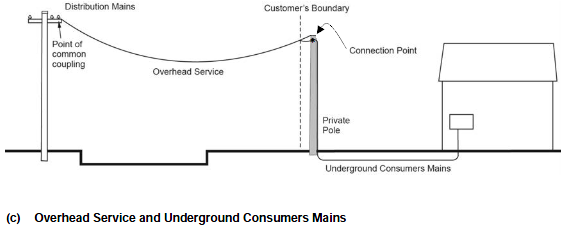 Distribution Mains
Customer's Boundary
Point of
common
coupling
Connection Point
Overhead Service
Private
Pole
Underground Consumers Mains
(c) Overhead Service and Underground Consumers Mains